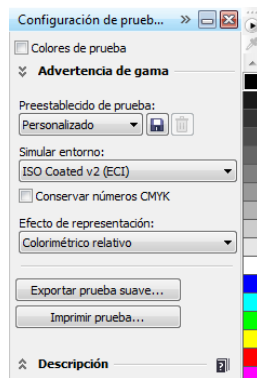 Configuración de prueb...
Colores de prueba
Advertencia de gama
Preestablecido de prueba:
Personalizado
Simular entorno:
ISO Coated v2 (ECI)
Conservar números CMYK
Efecto de representación:
Colorimétrico relativo
Exportar prueba suave...
Imprimir prueba...
Descripción